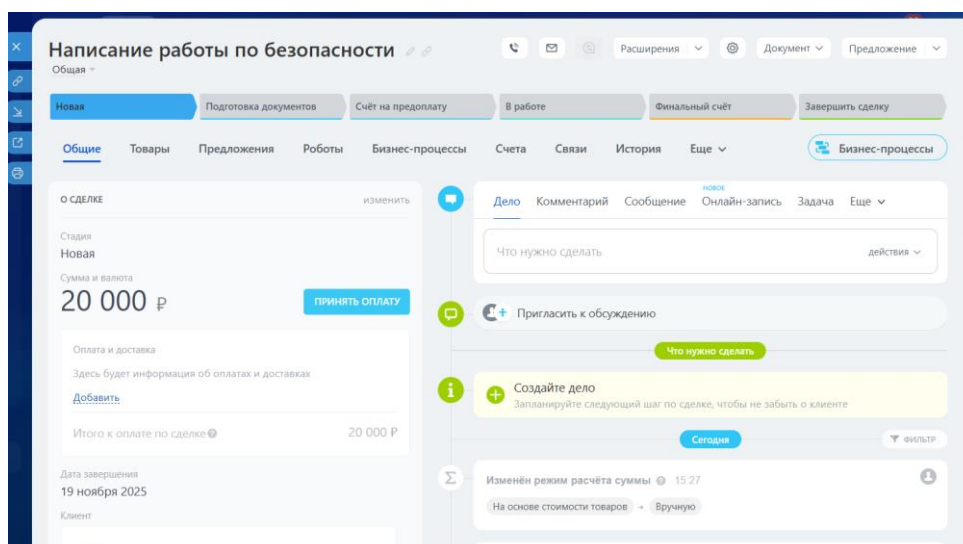 Написание работы по безопасности
Общая
Расширения
Документ
Предложение
Новая
Подготовка документов
Счёт на предоплату
В работе
Финальный счёт
Завершить сделку
Общие
Товары
Предложения
Роботы
Бизнес-процессы
Счета
Связи
История
Еще
Бизнес-процессы
О СДЕЛКЕ
изменить
Стадия
Новая
Сумма и валюта
20 000 ₽
ПРИНЯТЬ ОПЛАТУ
Оплата и доставка
Здесь будет информация об оплатах и доставках
Добавить
Итого к оплате по сделке
20 000 ₽
Дата завершения
19 ноября 2025
Клиент
Дело
Комментарий
Сообщение
НОВОЕ
Онлайн-запись
Задача
Еще
Что нужно сделать
действия
Пригласить к обсуждению
Что нужно сделать
Создайте дело
Запланируйте следующий шаг по сделке, чтобы не забыть о клиенте
Сегодня
ФИЛЬТР
Изменён режим расчёта суммы 15:27
На основе стоимости товаров → Вручную